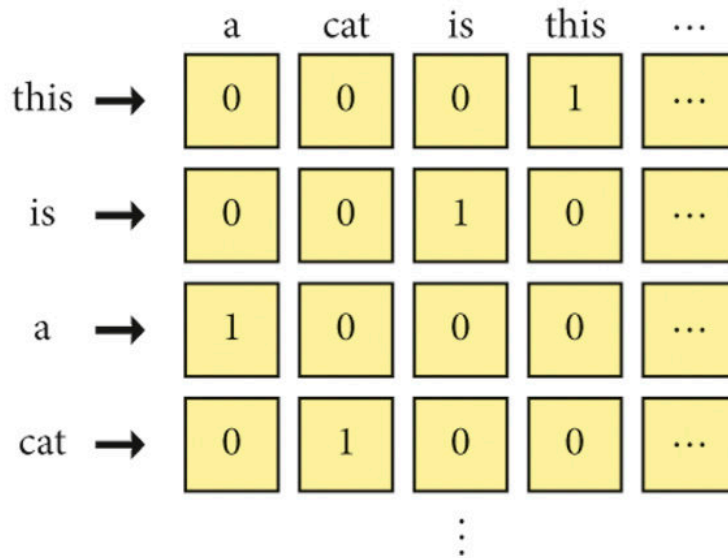 a cat is this ...
this → 0 0 0 1 ...
is → 0 0 1 0 ...
a → 1 0 0 0 ...
cat → 0 1 0 0 ...
⋮